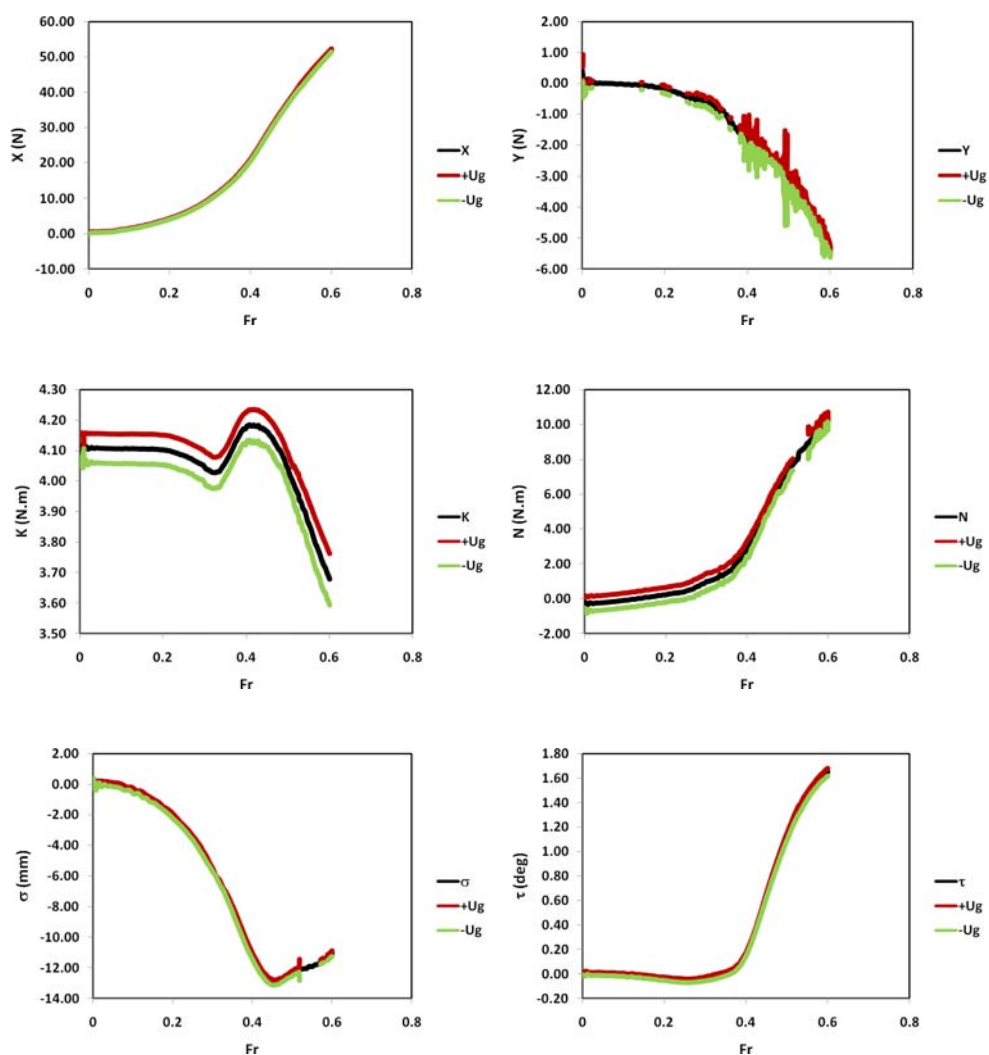 60.00
50.00
40.00
30.00
20.00
10.00
0.00
-10.00
X (N)
0 0.2 0.4 0.6 0.8
Fr
X
+Ug
-Ug
2.00
1.00
0.00
-1.00
-2.00
-3.00
-4.00
-5.00
-6.00
Y (N)
0 0.2 0.4 0.6 0.8
Fr
Y
+Ug
-Ug
4.30
4.20
4.10
4.00
3.90
3.80
3.70
3.60
3.50
K (N.m)
0 0.2 0.4 0.6 0.8
Fr
K
+Ug
-Ug
12.00
10.00
8.00
6.00
4.00
2.00
0.00
-2.00
N (N.m)
0 0.2 0.4 0.6 0.8
Fr
N
+Ug
-Ug
2.00
0.00
-2.00
-4.00
-6.00
-8.00
-10.00
-12.00
-14.00
σ (mm)
0 0.2 0.4 0.6 0.8
Fr
σ
+Ug
-Ug
1.80
1.60
1.40
1.20
1.00
0.80
0.60
0.40
0.20
0.00
-0.20
τ (deg)
0 0.2 0.4 0.6 0.8
Fr
τ
+Ug
-Ug